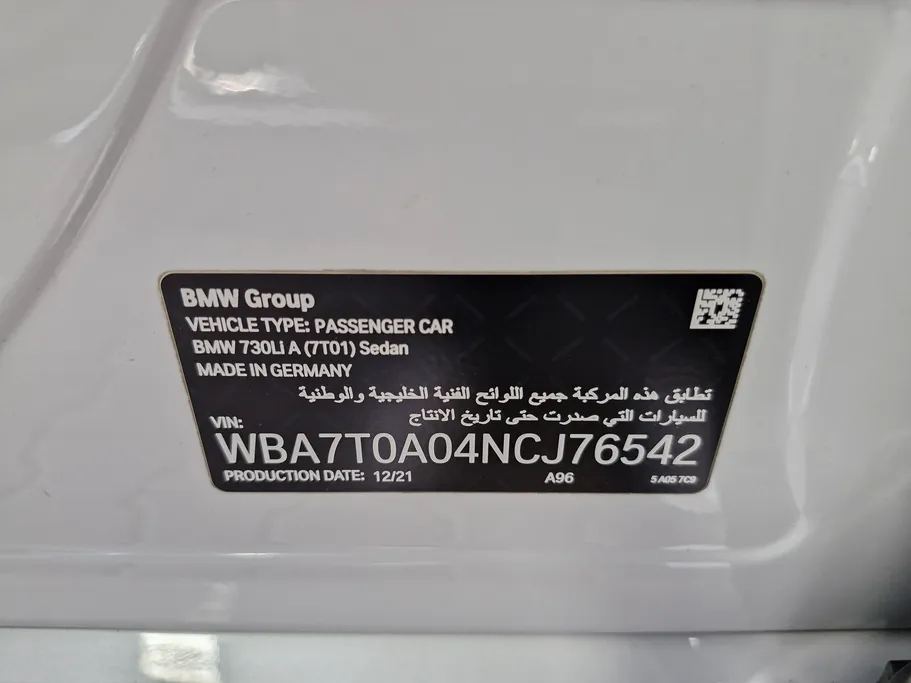 BMW Group
VEHICLE TYPE: PASSENGER CAR
BMW 730Li A (7T01) Sedan
MADE IN GERMANY
تطابق هذه المركبة جميع اللوائح الفنية الخليجية والوطنية
للسيارات التي صدرت حتى تاريخ الانتاج
VIN:
WBA7T0A04NCJ76542
PRODUCTION DATE: 12/21 A96 5 A05 7C9